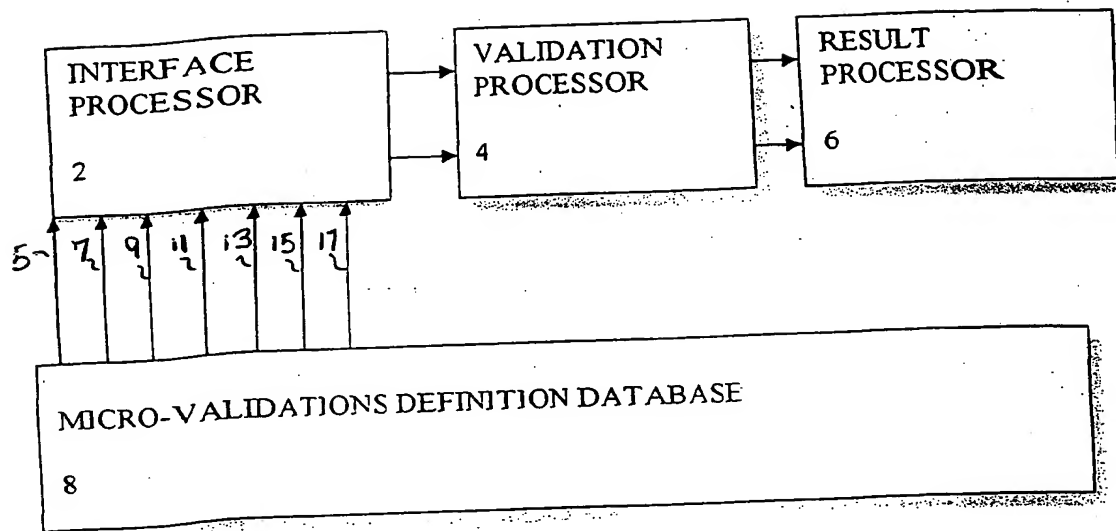 INTERFACE
PROCESSOR
2
VALIDATION
PROCESSOR
4
RESULT
PROCESSOR
6
5 7 9 11 13 15 17
MICRO-VALIDATIONS DEFINITION DATABASE
8